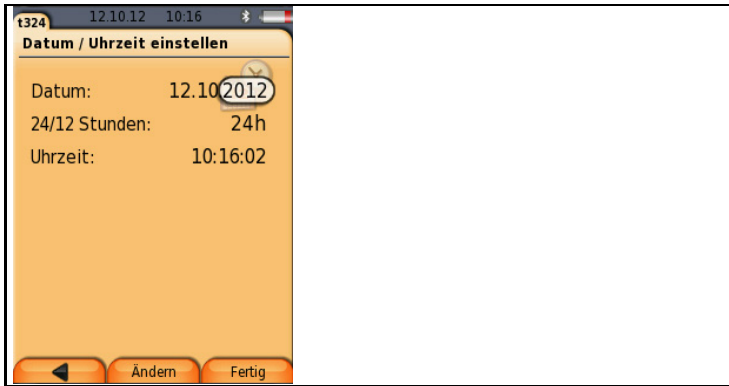 t324 12.10.12 10:16
Datum / Uhrzeit einstellen
Datum: 12.10 2012
24/12 Stunden: 24h
Uhrzeit: 10:16:02
Ändern Fertig